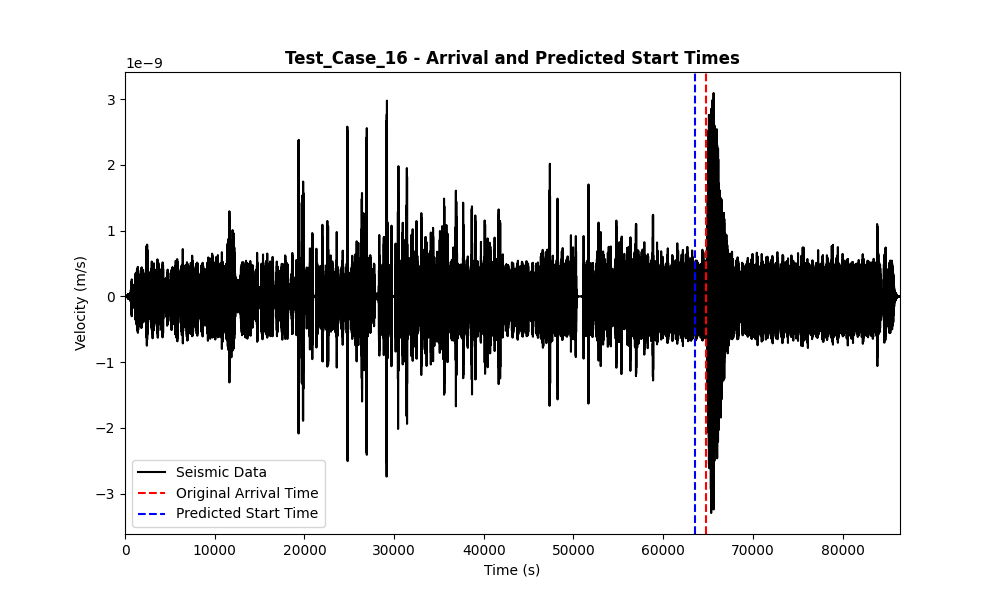 Test_Case_16 - Arrival and Predicted Start Times
1e−9
3
2
1
0
−1
−2
−3
Velocity (m/s)
Seismic Data
Original Arrival Time
Predicted Start Time
0 10000 20000 30000 40000 50000 60000 70000 80000
Time (s)